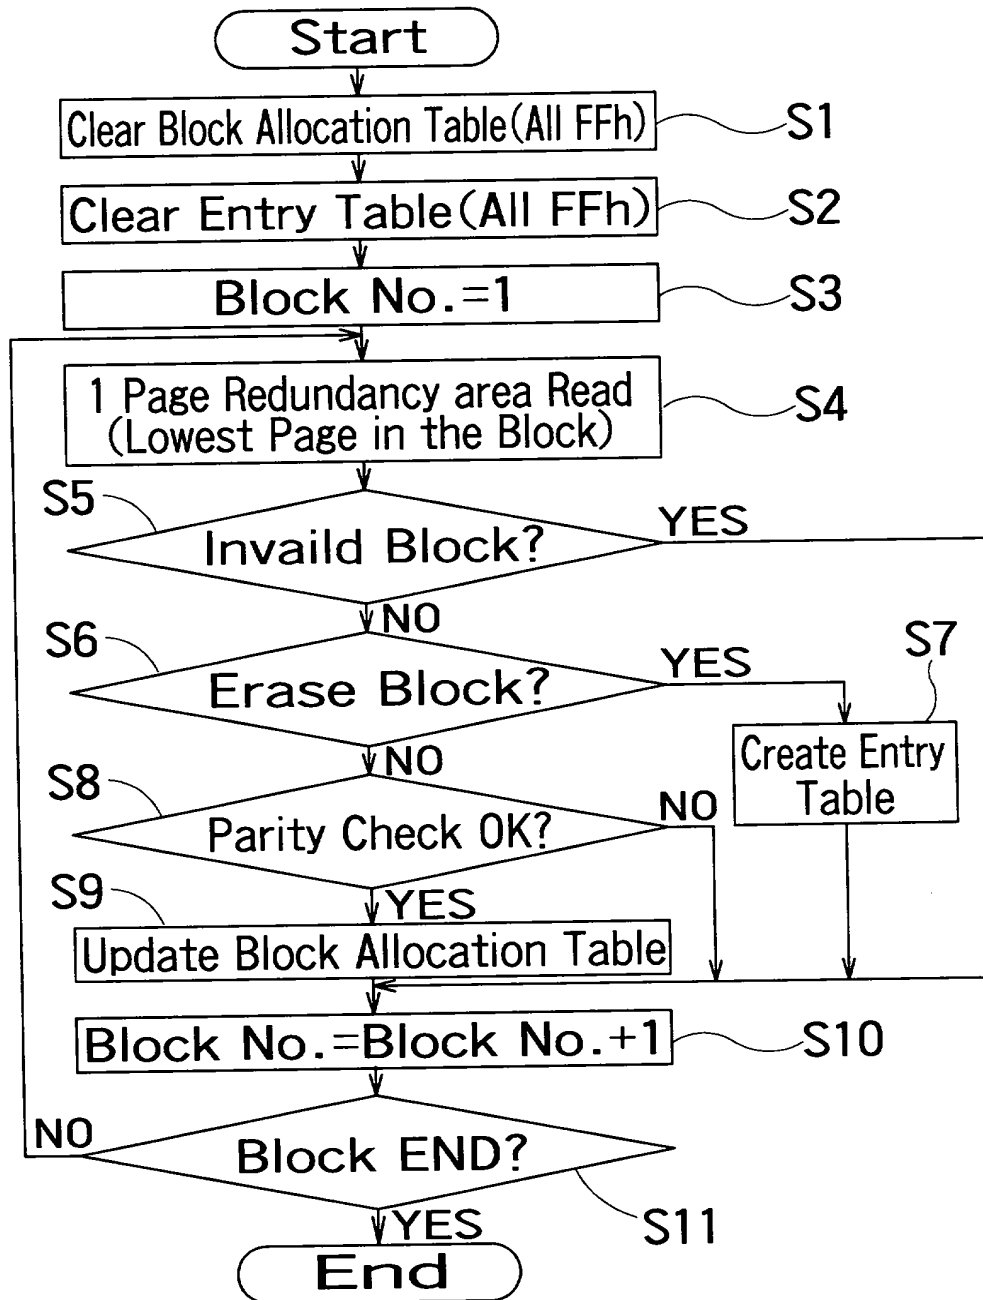 Start
Clear Block Allocation Table(All FFh)
S1
Clear Entry Table(All FFh)
S2
Block No.=1
S3
1 Page Redundancy area Read
(Lowest Page in the Block)
S4
S5
Invaild Block?
YES
NO
S6
Erase Block?
YES
S7
NO
Create Entry
Table
S8
Parity Check OK?
NO
YES
S9
Update Block Allocation Table
Block No.=Block No.+1
S10
NO
Block END?
S11
YES
End